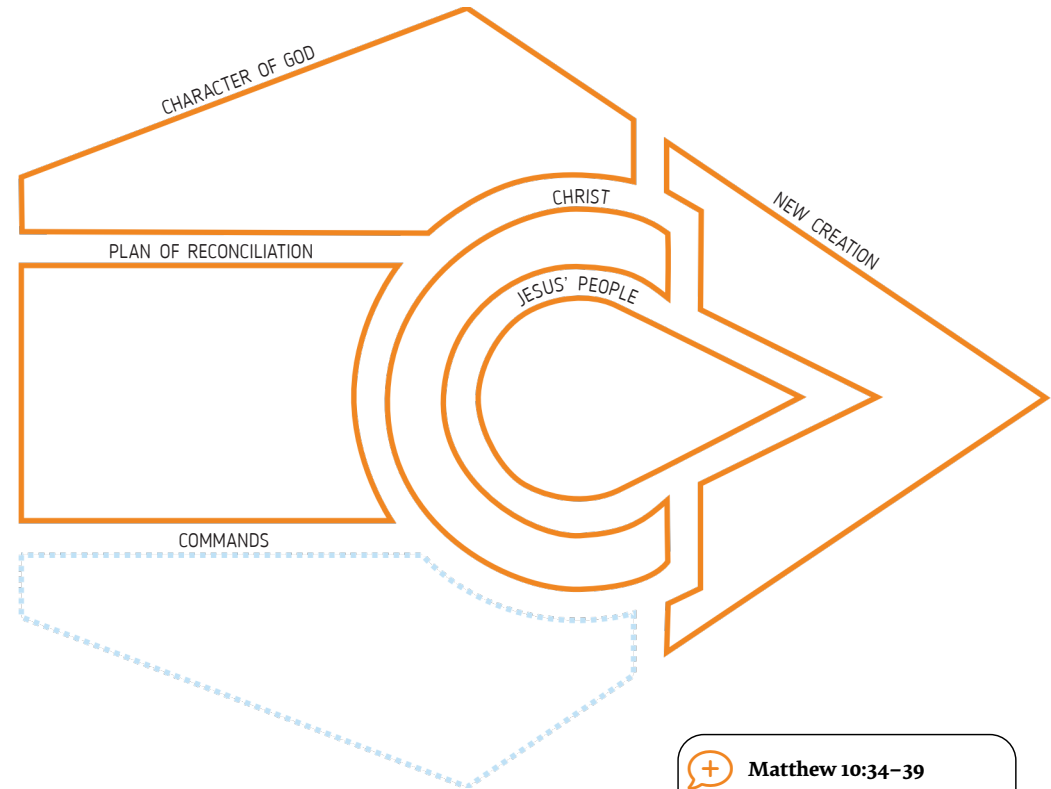 CHARACTER OF GOD
CHRIST
NEW CREATION
PLAN OF RECONCILIATION
JESUS' PEOPLE
COMMANDS
Matthew 10:34–39